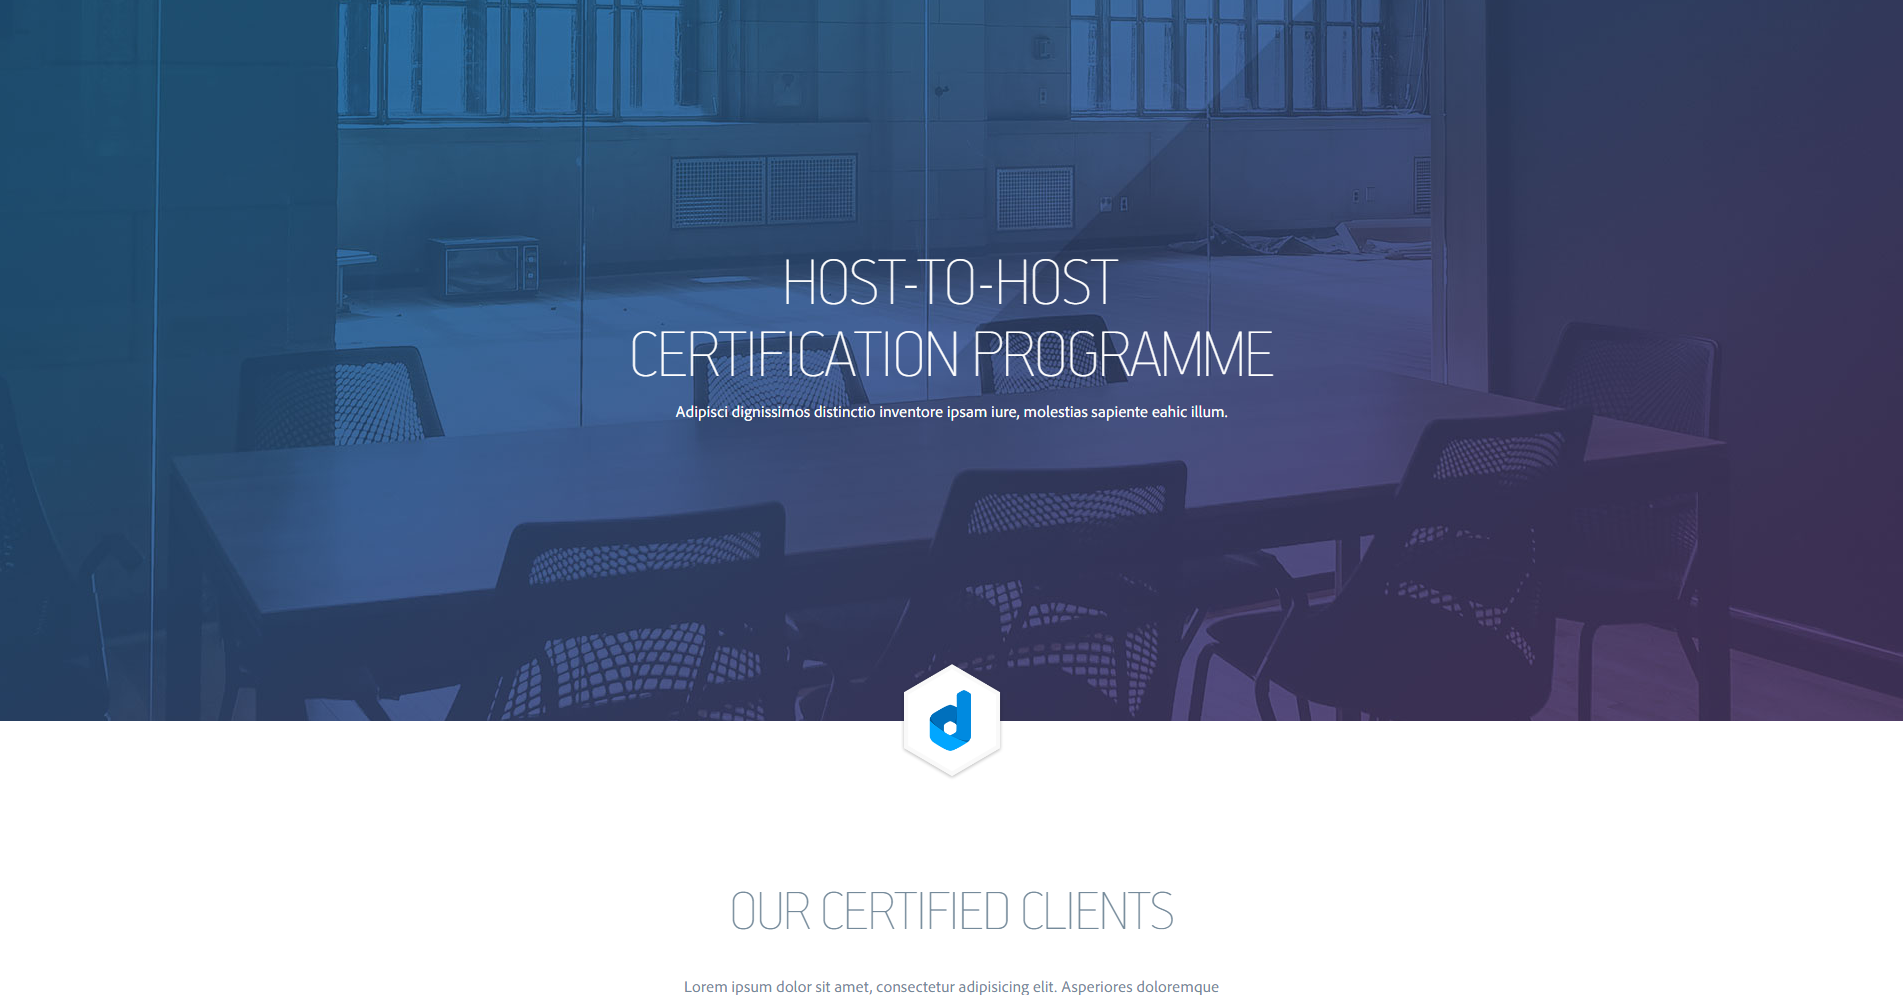 HOST-TO-HOST
CERTIFICATION PROGRAMME
Adipisci dignissimos distinctio inventore ipsam iure, molestias sapiente eahic illum.
d
OUR CERTIFIED CLIENTS
Lorem ipsum dolor sit amet, consectetur adipisicing elit. Asperiores doloremque